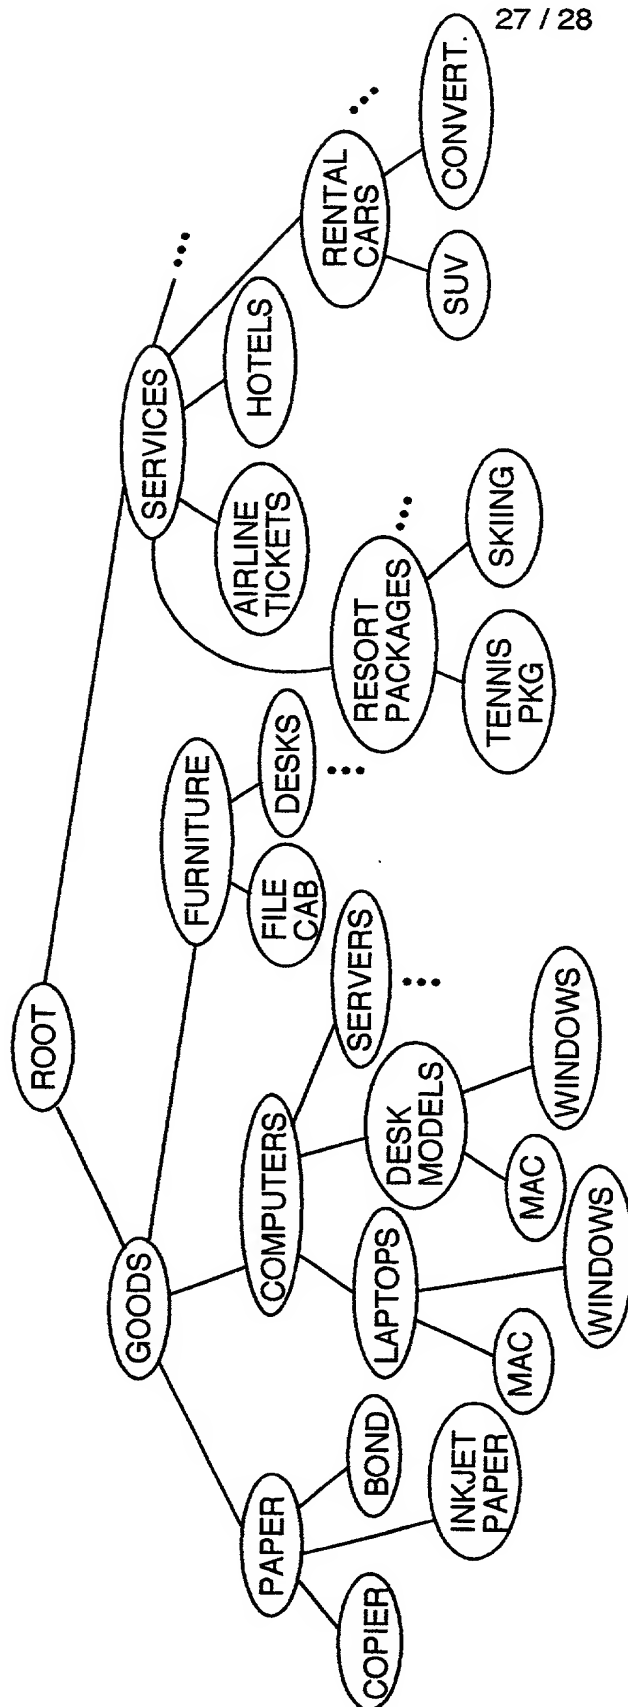 27 / 28
ROOT
GOODS
SERVICES
...
PAPER
COMPUTERS
FURNITURE
AIRLINE
TICKETS
HOTELS
COPIER
INKJET
PAPER
BOND
LAPTOPS
DESK
MODELS
SERVERS
...
FILE
CAB
DESKS
...
RESORT
PACKAGES
...
RENTAL
CARS
...
MAC
WINDOWS
MAC
WINDOWS
TENNIS
PKG
SKIING
SUV
CONVERT.